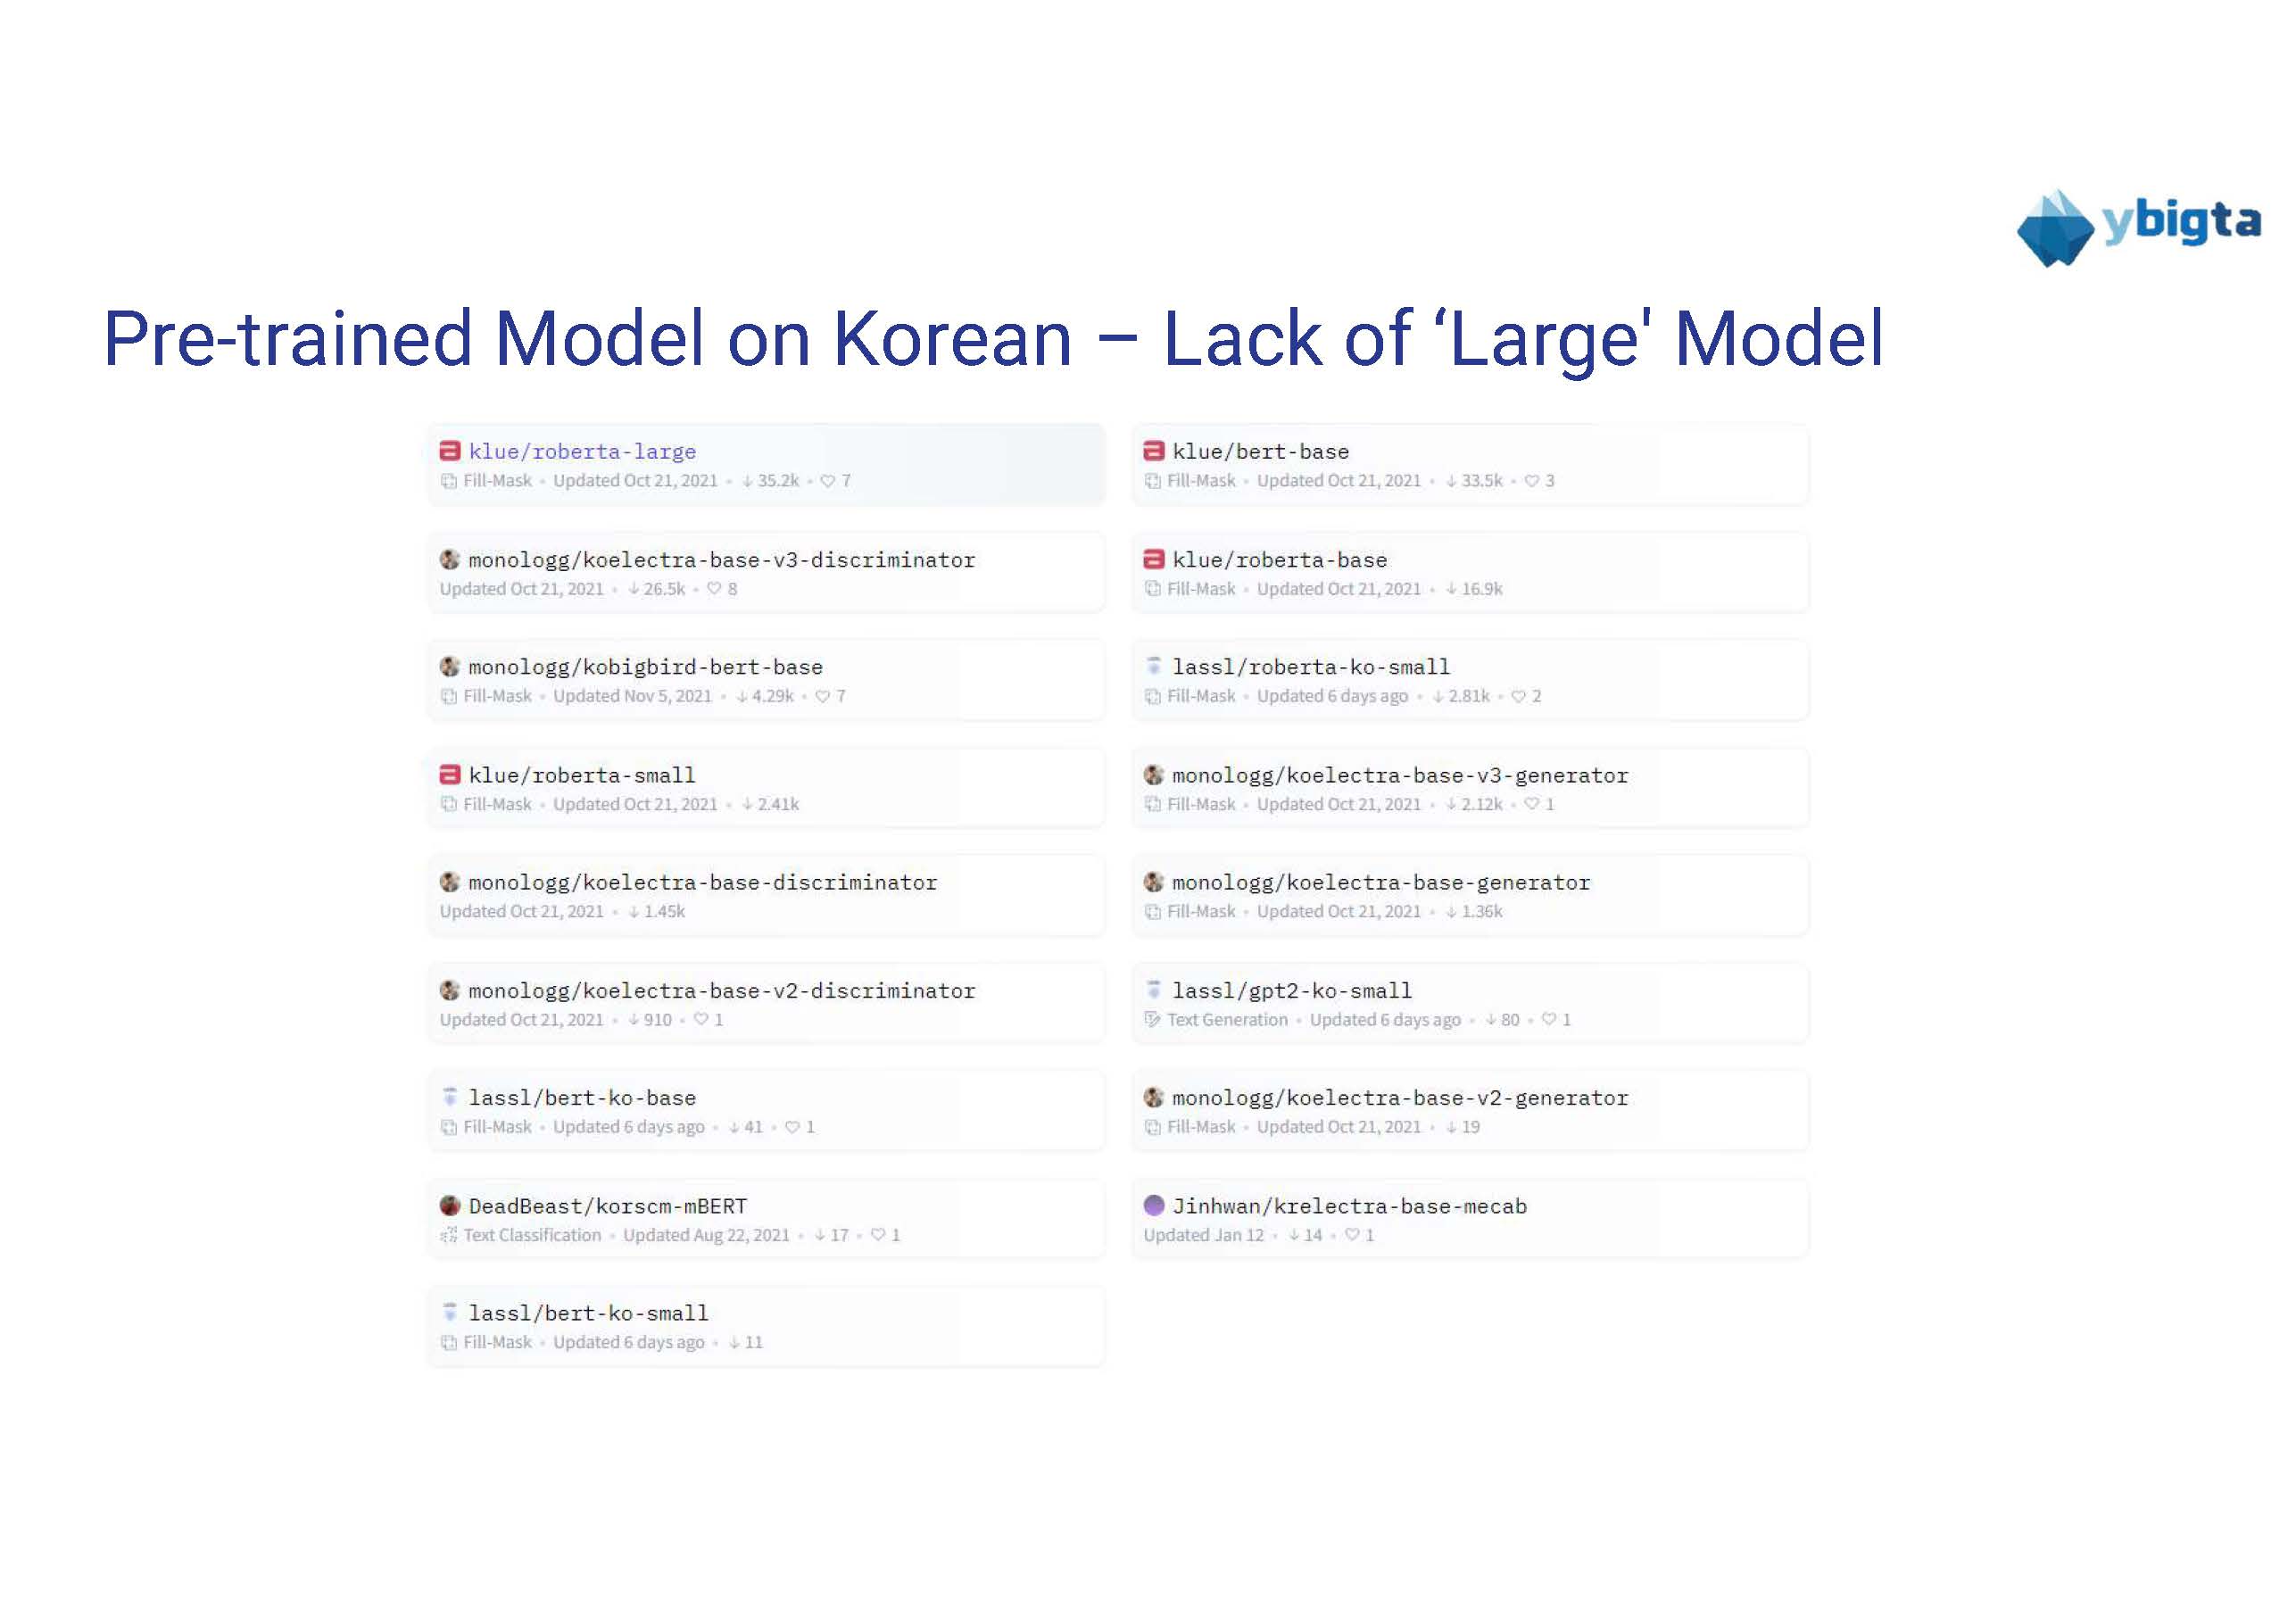 ybigta
Pre-trained Model on Korean – Lack of ‘Large' Model
klue/roberta-large
Fill-Mask • Updated Oct 21, 2021 • ↓ 35.2k • ♡ 7
klue/bert-base
Fill-Mask • Updated Oct 21, 2021 • ↓ 33.5k • ♡ 3
monologg/koelectra-base-v3-discriminator
Updated Oct 21, 2021 • ↓ 26.5k • ♡ 8
klue/roberta-base
Fill-Mask • Updated Oct 21, 2021 • ↓ 16.9k
monologg/kobigbird-bert-base
Fill-Mask • Updated Nov 5, 2021 • ↓ 4.29k • ♡ 7
lassl/roberta-ko-small
Fill-Mask • Updated 6 days ago • ↓ 2.81k • ♡ 2
klue/roberta-small
Fill-Mask • Updated Oct 21, 2021 • ↓ 2.41k
monologg/koelectra-base-v3-generator
Fill-Mask • Updated Oct 21, 2021 • ↓ 2.12k • ♡ 1
monologg/koelectra-base-discriminator
Updated Oct 21, 2021 • ↓ 1.45k
monologg/koelectra-base-generator
Fill-Mask • Updated Oct 21, 2021 • ↓ 1.36k
monologg/koelectra-base-v2-discriminator
Updated Oct 21, 2021 • ↓ 910 • ♡ 1
lassl/gpt2-ko-small
Text Generation • Updated 6 days ago • ↓ 80 • ♡ 1
lassl/bert-ko-base
Fill-Mask • Updated 6 days ago • ↓ 41 • ♡ 1
monologg/koelectra-base-v2-generator
Fill-Mask • Updated Oct 21, 2021 • ↓ 19
DeadBeast/korscm-mBERT
Text Classification • Updated Aug 22, 2021 • ↓ 17 • ♡ 1
Jinhwan/krelectra-base-mecab
Updated Jan 12 • ↓ 14 • ♡ 1
lassl/bert-ko-small
Fill-Mask • Updated 6 days ago • ↓ 11